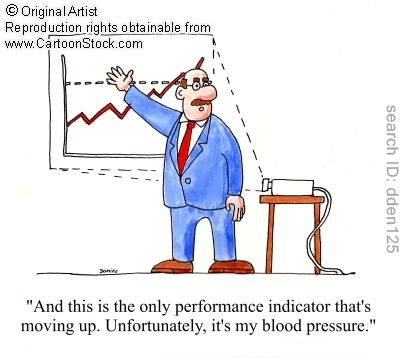 © Original Artist
Reproduction rights obtainable from
www.CartoonStock.com
search ID: dden125
DOMINO
"And this is the only performance indicator that's
moving up. Unfortunately, it's my blood pressure."